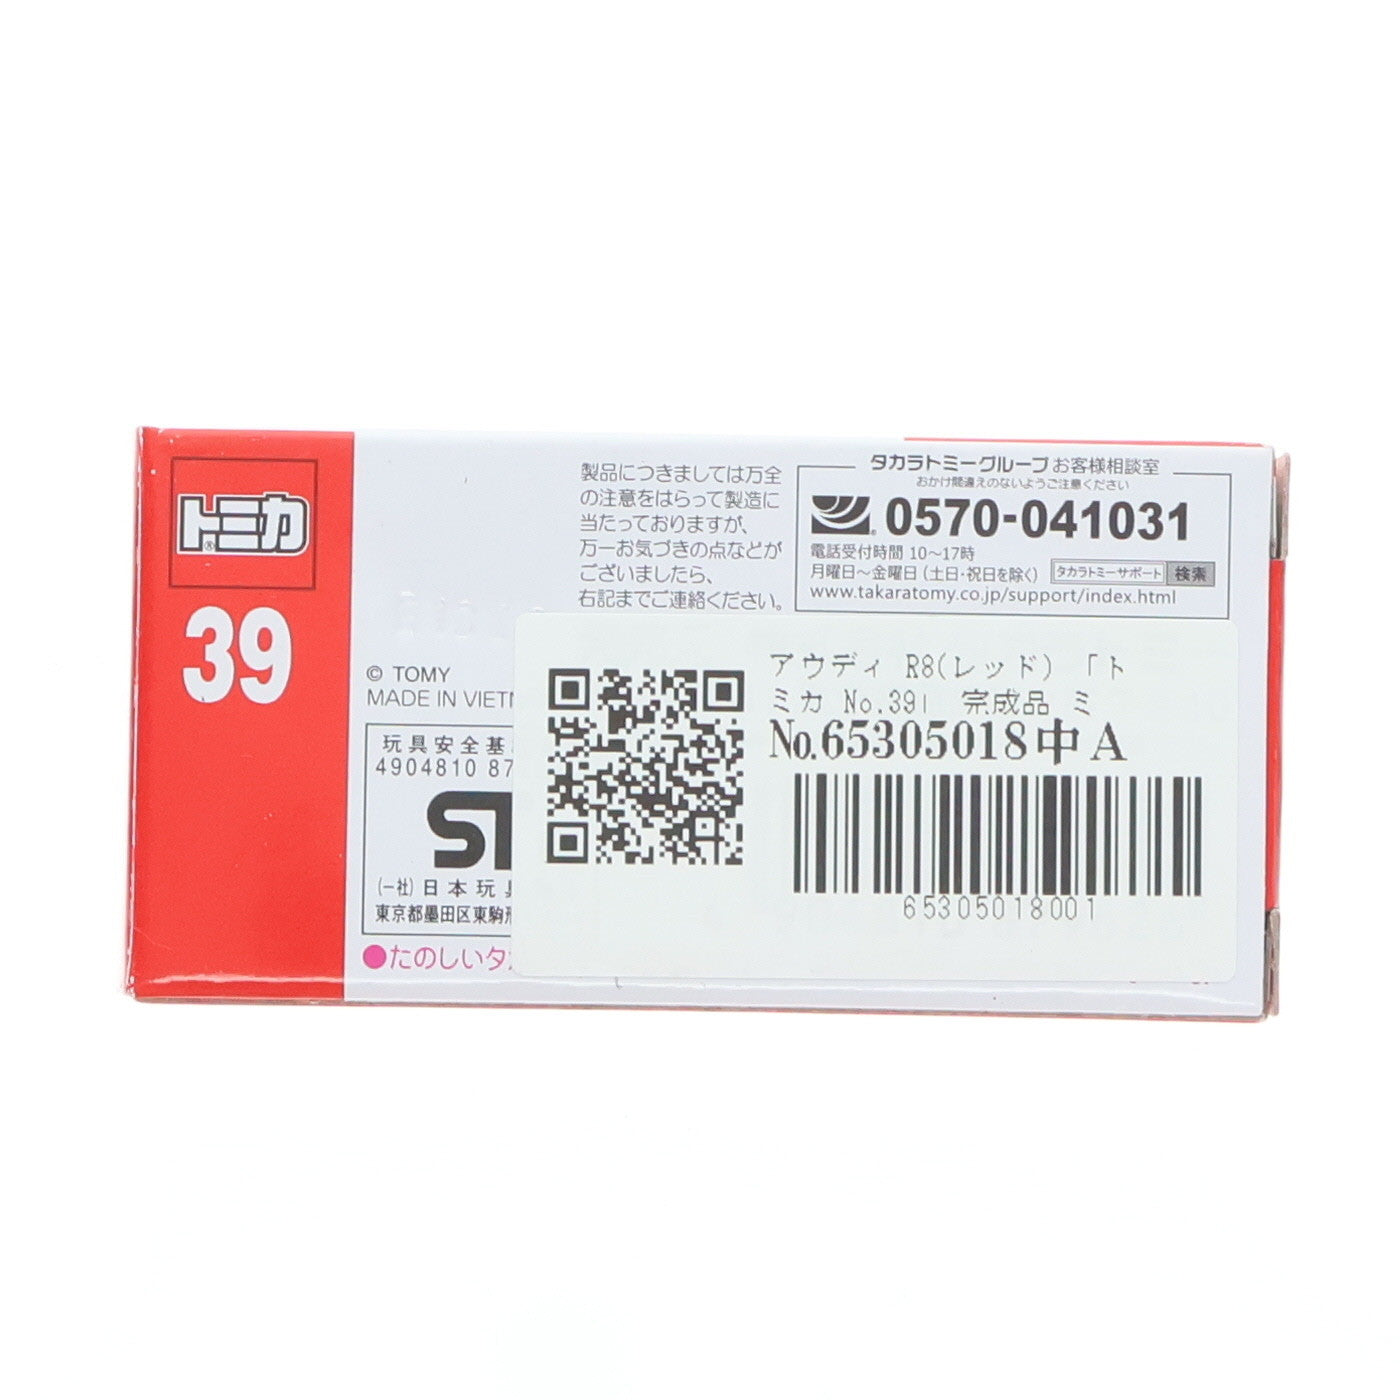 トミカ
39
製品につきましては万全
の注意をはらって製造に
当たっておりますが、
万一お気づきの点などが
ございましたら、
右記までご連絡ください。
タカラトミーグループ お客様相談室
おかけ間違えのないようご注意ください
0570-041031
電話受付時間 10〜17時
月曜日〜金曜日(土日・祝日を除く) タカラトミーサポート 検索
www.takaratomy.co.jp/support/index.html
© TOMY
MADE IN VIETN
玩具安全基
4904810 87
ST
(一社)日本玩具
東京都墨田区東駒形
●たのしいタカ
アウディ R8(レッド) 「ト
ミカ No.39」 完成品 ミ
No.65305018中A
65305018001